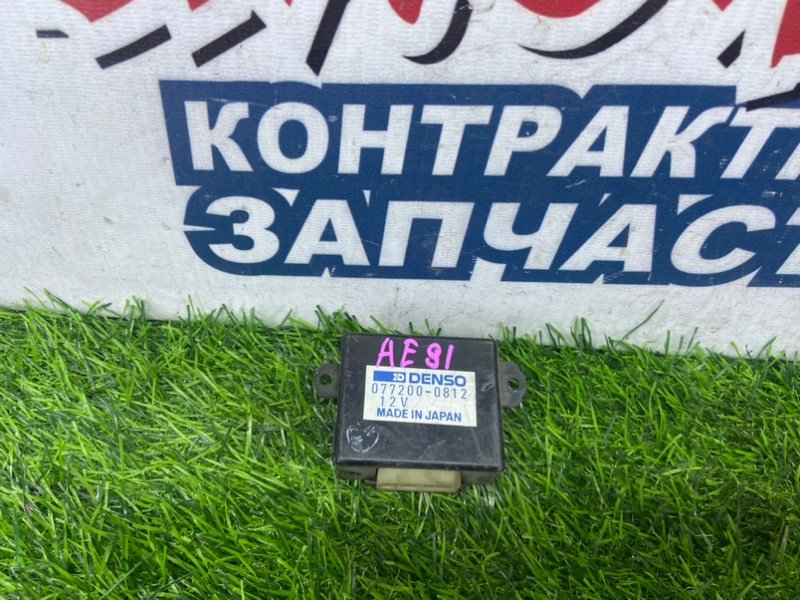 КОНТРАКТ
ЗАПЧАС
AE91
DENSO
077200-0812
12V
MADE IN JAPAN